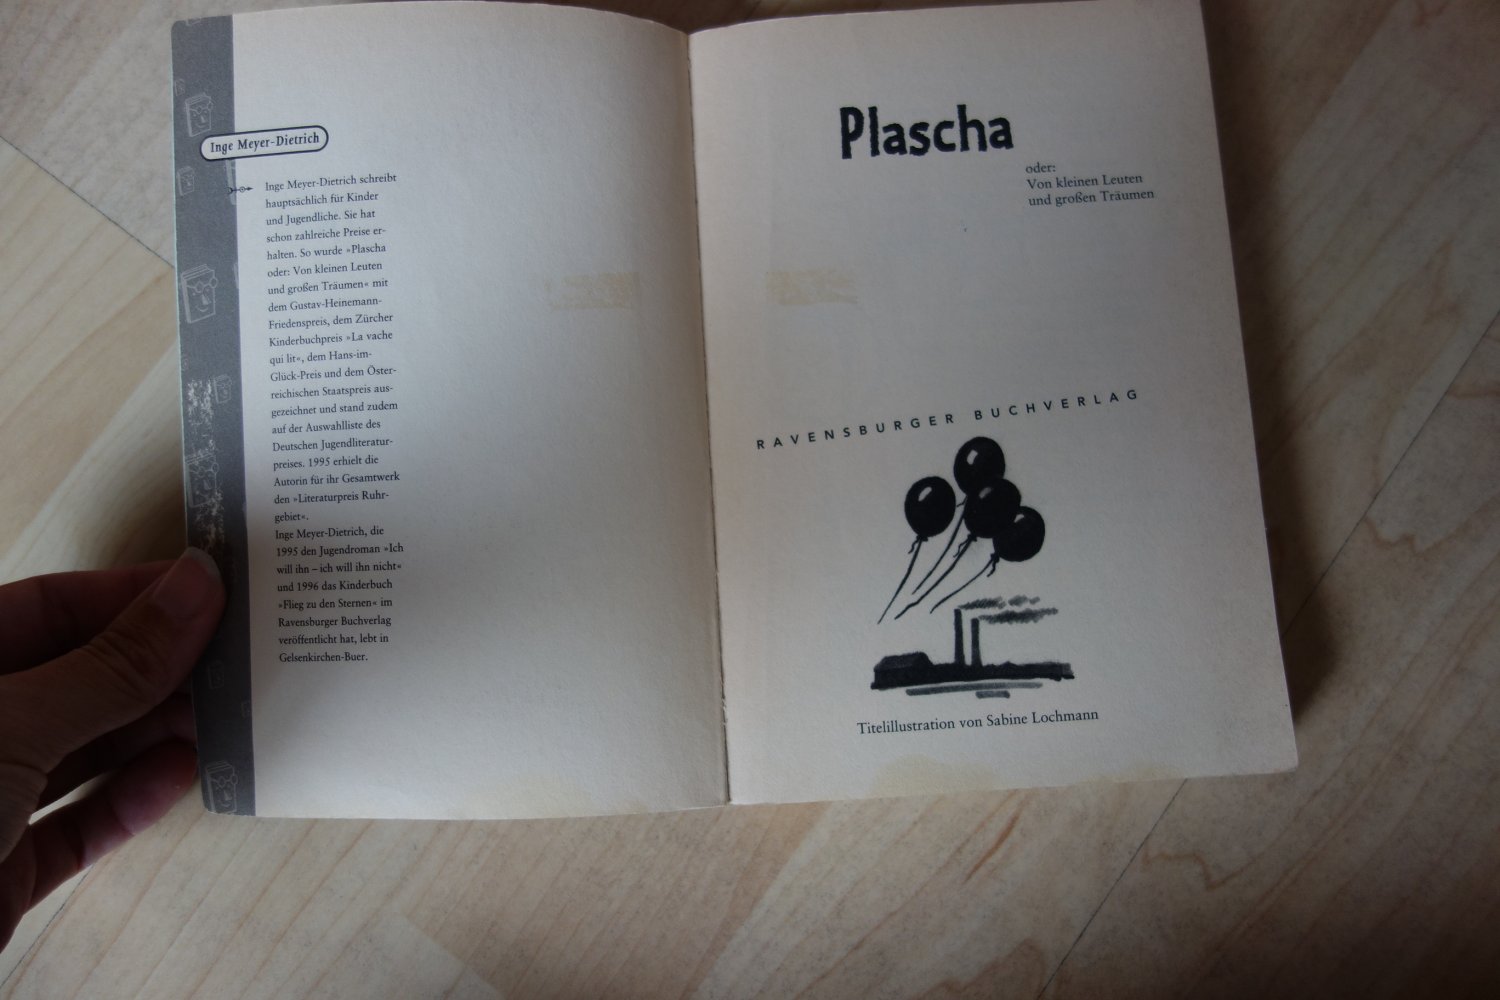 Inge Meyer-Dietrich
Inge Meyer-Dietrich schreibt
hauptsächlich für Kinder
und Jugendliche. Sie hat
schon zahlreiche Preise er-
halten. So wurde »Plascha
oder: Von kleinen Leuten
und großen Träumen« mit
dem Gustav-Heinemann-
Friedenspreis, dem Zürcher
Kinderbuchpreis »La vache
qui lit«, dem Hans-im-
Glück-Preis und dem Öster-
reichischen Staatspreis aus-
gezeichnet und stand zudem
auf der Auswahlliste des
Deutschen Jugendliteratur-
preises. 1995 erhielt die
Autorin für ihr Gesamtwerk
den »Literaturpreis Ruhr-
gebiet«.
Inge Meyer-Dietrich, die
1995 den Jugendroman »Ich
will ihn – ich will ihn nicht«
und 1996 das Kinderbuch
»Flieg zu den Sternen« im
Ravensburger Buchverlag
veröffentlicht hat, lebt in
Gelsenkirchen-Buer.
Plascha
oder:
Von kleinen Leuten
und großen Träumen
RAVENSBURGER BUCHVERLAG
Titelillustration von Sabine Lochmann